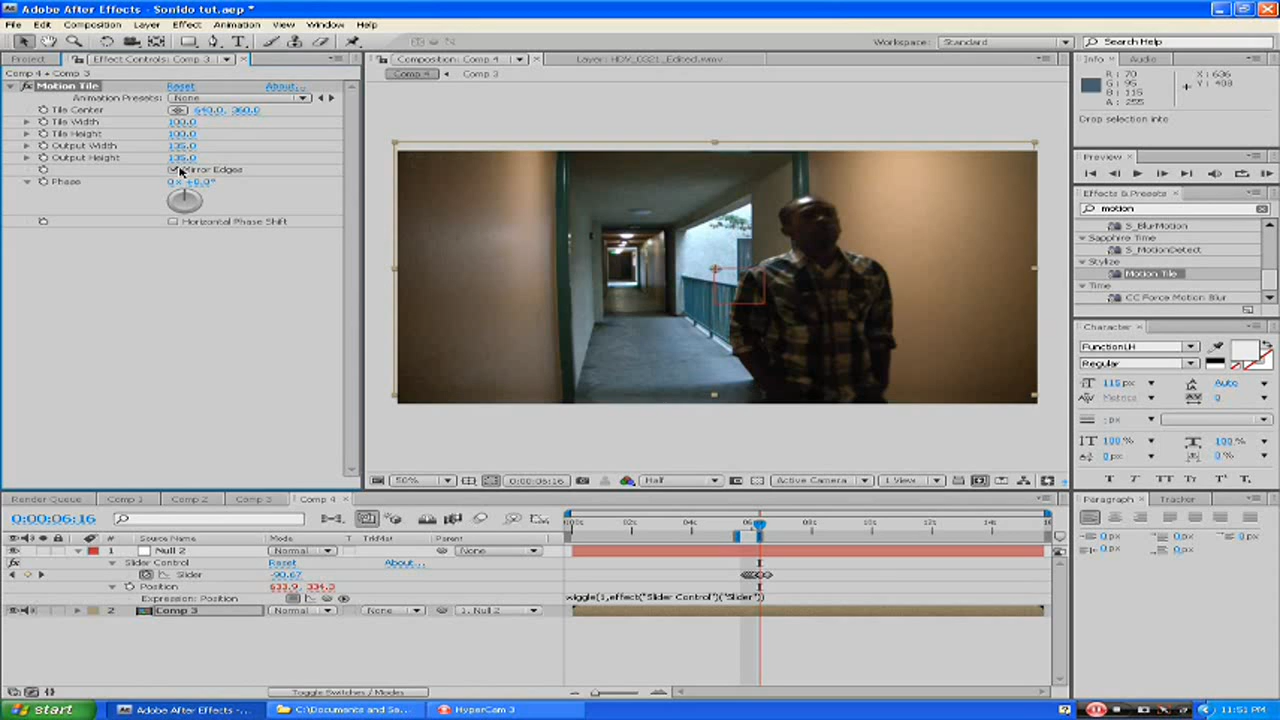 Adobe After Effects - Sonido tut.aep *
File Edit Composition Layer Effect Animation View Window Help
Workspace: Standard
Search Help
Project
Effect Controls: Comp 3
Composition: Comp 4
Layer: HDV_0321_Edited.wmv
Info
Audio
Comp 4 • Comp 3
Comp 4
Comp 3
R: 70
G: 95
B: 115
A: 255
X: 636
Y: 408
Drop selection into
Motion Tile
Reset
About...
Animation Presets: None
Tile Center 640.0, 360.0
Tile Width 100.0
Tile Height 100.0
Output Width 135.0
Output Height 135.0
Mirror Edges
Phase 0x +0.0°
Horizontal Phase Shift
Preview
Effects & Presets
motion
S_BlurMotion
Sapphire Time
S_MotionDetect
Stylize
Motion Tile
Time
CC Force Motion Blur
Character
FunctionLH
Regular
115 px
Auto
Metrics
0
- px
100 %
100 %
0 px
0 %
50%
0:00:06:16
Half
Active Camera
1 View
Render Queue
Comp 1
Comp 2
Comp 3
Comp 4
Paragraph
Tracker
0:00:06:16
02s
04s
08s
10s
12s
14s
#
Source Name
Mode
T
TrkMat
Parent
1
Null 2
Normal
None
Slider Control
Reset
About...
Slider
-90.67
Position
633.9, 334.3
Expression: Position
wiggle(1,effect("Slider Control")("Slider"))
2
Comp 3
Normal
None
1. Null 2
0 px
0 px
0 px
0 px
0 px
Toggle Switches / Modes
start
Adobe After Effects - ...
C:\Documents and Se...
HyperCam 3
11:51 PM